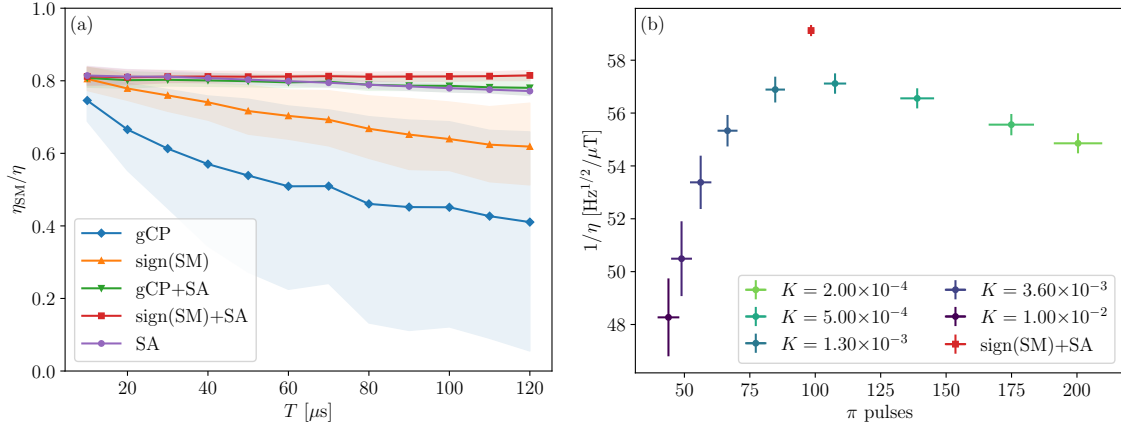 (a)
1.0
0.8
0.6
0.4
0.2
0.0
η_SM/η
gCP
sign(SM)
gCP+SA
sign(SM)+SA
SA
20
40
60
80
100
120
T [μs]
(b)
58
56
54
52
50
48
1/η [Hz^1/2/μT]
K = 2.00×10⁻⁴
K = 5.00×10⁻⁴
K = 1.30×10⁻³
K = 3.60×10⁻³
K = 1.00×10⁻²
sign(SM)+SA
50
75
100
125
150
175
200
π pulses